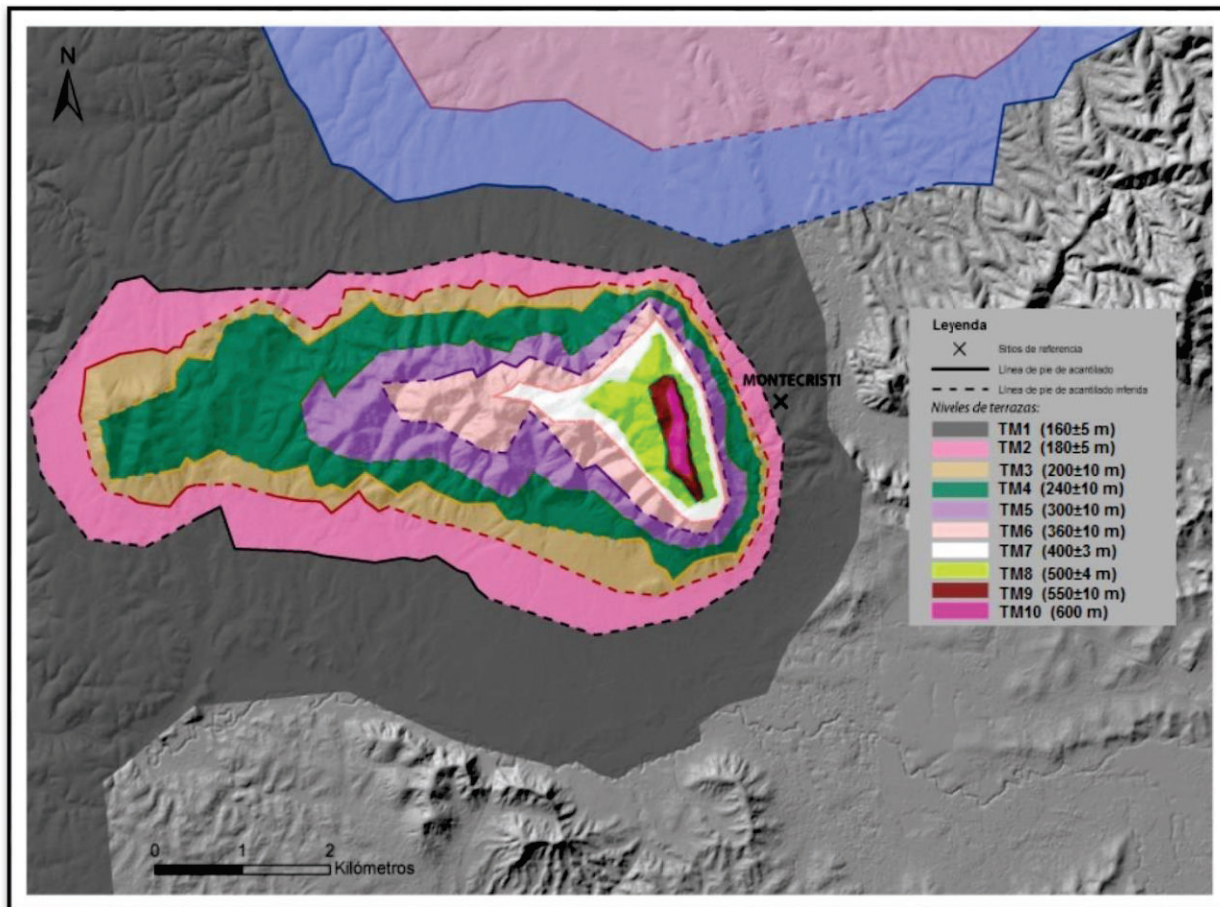 N
MONTECRISTI
Leyenda
Sitios de referencia
Línea de pie de acantilado
Línea de pie de acantilado inferida
Niveles de terrazas:
TM1 (160±5 m)
TM2 (180±5 m)
TM3 (200±10 m)
TM4 (240±10 m)
TM5 (300±10 m)
TM6 (360±10 m)
TM7 (400±3 m)
TM8 (500±4 m)
TM9 (550±10 m)
TM10 (600 m)
0 1 2
Kilómetros